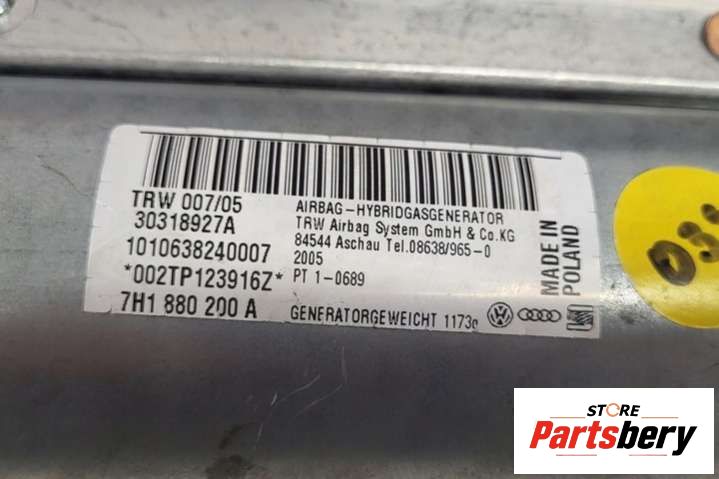 TRW 007/05
30318927A
1010638240007
*002TP123916Z*
7H1 880 200 A
AIRBAG-HYBRIDGASGENERATOR
TRW Airbag System GmbH & Co.KG
84544 Aschau Tel.08638/965-0
2005
PT 1-0689
GENERATORGEWEICHT 1173g
MADE IN
POLAND
STORE
Partsbery